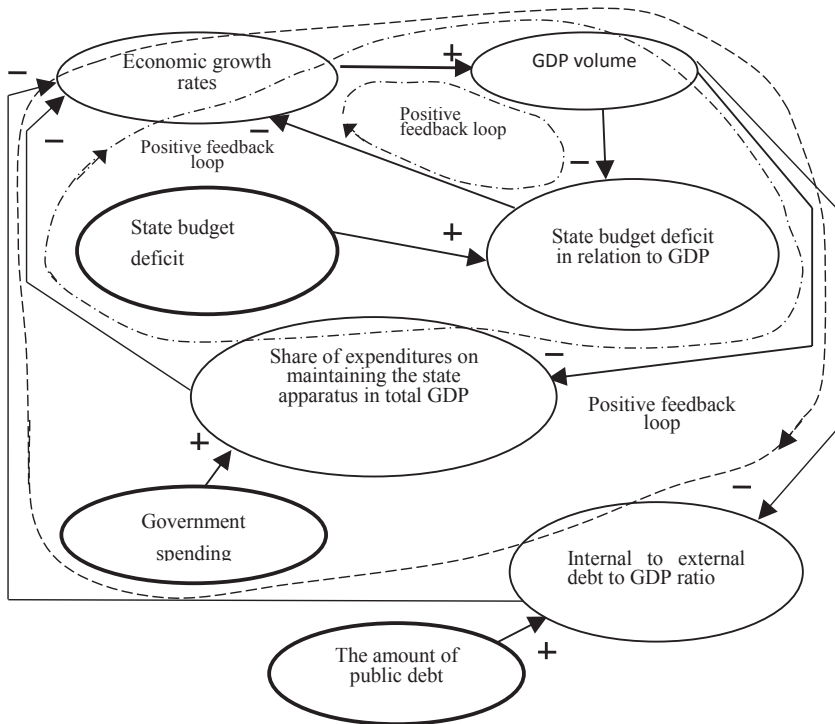 Economic growth
rates
+
GDP volume
−
−
−
Positive
feedback loop
Positive feedback
loop
−
State budget
deficit
+
State budget deficit
in relation to GDP
Share of expenditures on
maintaining the state
apparatus in total GDP
−
Positive feedback
loop
+
−
Government
spending
Internal to external
debt to GDP ratio
The amount of
public debt
+